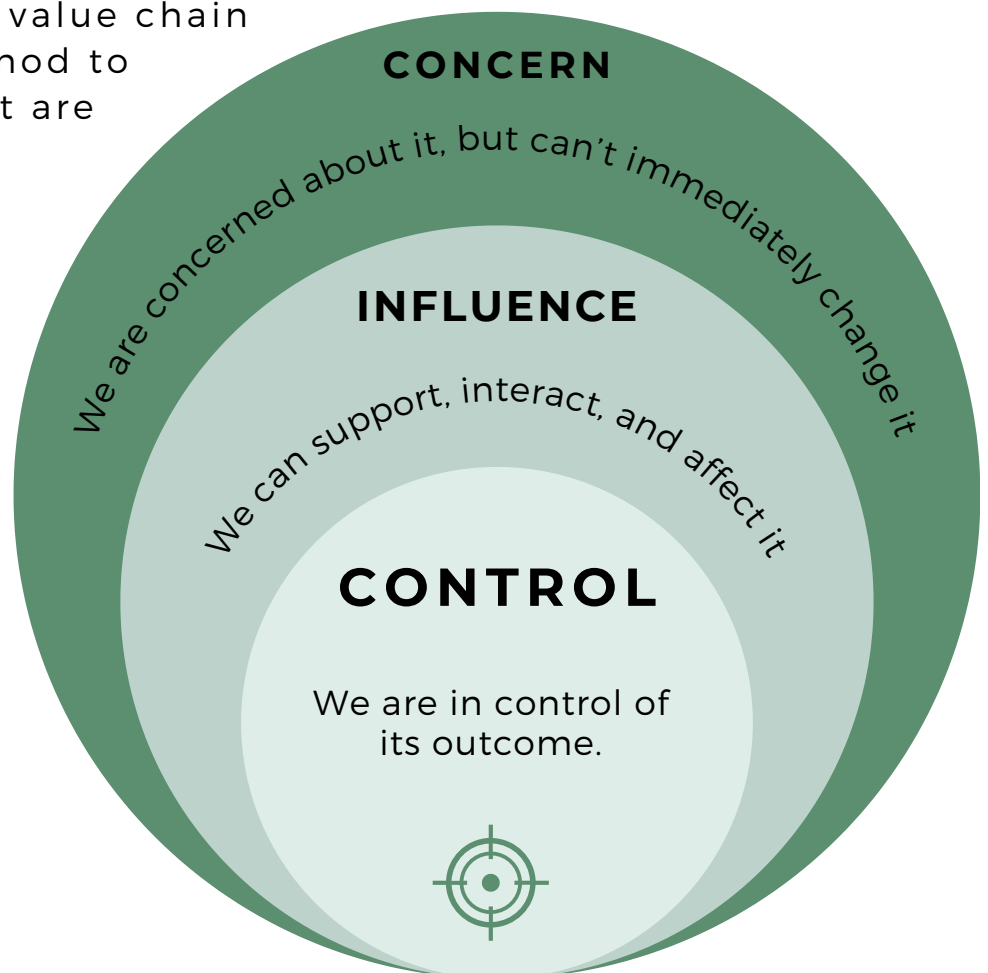 value chain
to
t are
CONCERN
We are concerned about it, but can’t immediately change it
INFLUENCE
We can support, interact, and affect it
CONTROL
We are in control of
its outcome.